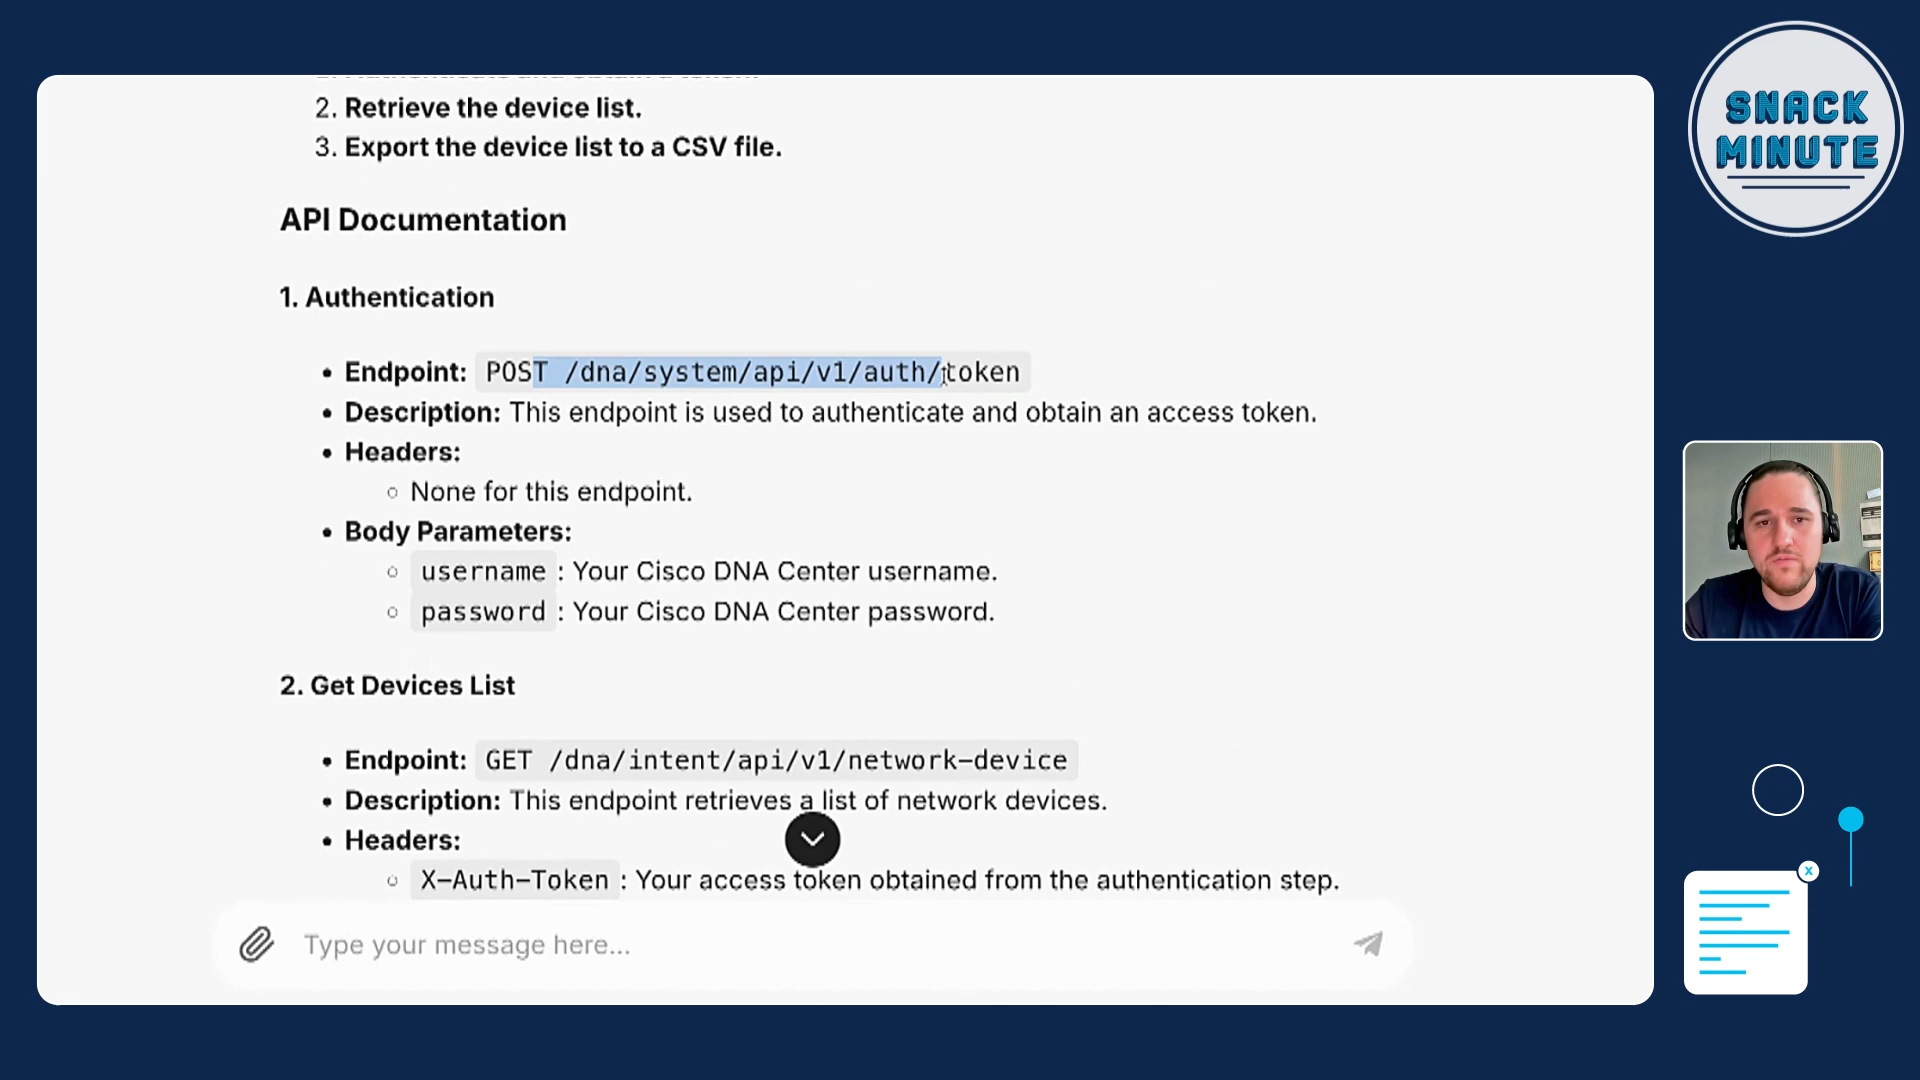 SNACK
MINUTE
2. Retrieve the device list.
3. Export the device list to a CSV file.
API Documentation
1. Authentication
• Endpoint: POST /dna/system/api/v1/auth/token
• Description: This endpoint is used to authenticate and obtain an access token.
• Headers:
○ None for this endpoint.
• Body Parameters:
○ username : Your Cisco DNA Center username.
○ password : Your Cisco DNA Center password.
2. Get Devices List
• Endpoint: GET /dna/intent/api/v1/network-device
• Description: This endpoint retrieves a list of network devices.
• Headers:
○ X-Auth-Token : Your access token obtained from the authentication step.
Type your message here...
x